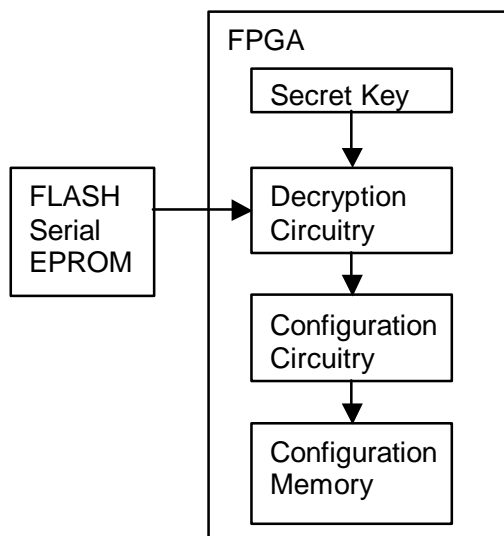 FPGA
Secret Key
FLASH
Serial
EPROM
Decryption
Circuitry
Configuration
Circuitry
Configuration
Memory